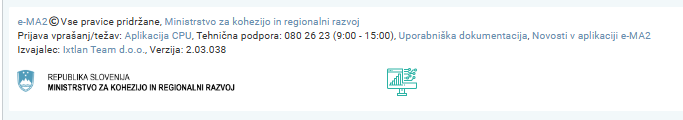 e-MA2 © Vse pravice pridržane, Ministrstvo za kohezijo in regionalni razvoj
Prijava vprašanj/težav: Aplikacija CPU, Tehnična podpora: 080 26 23 (9:00 - 15:00), Uporabniška dokumentacija, Novosti v aplikaciji e-MA2
Izvajalec: Ixtlan Team d.o.o., Verzija: 2.03.038
REPUBLIKA SLOVENIJA
MINISTRSTVO ZA KOHEZIJO IN REGIONALNI RAZVOJ